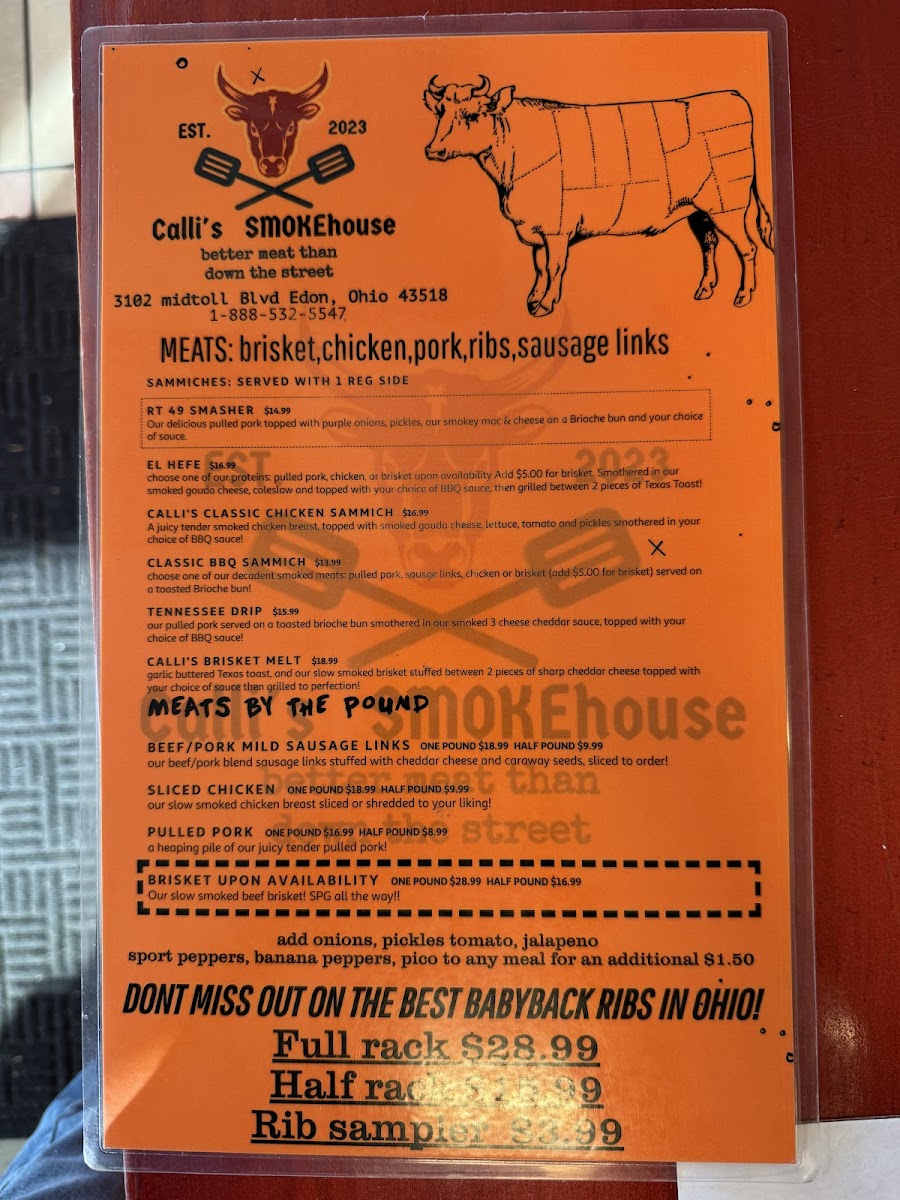 EST. 2023
Calli's SMOKEhouse
better meat than
down the street
3102 midtoll Blvd Edon, Ohio 43518
1-888-532-5547
MEATS: brisket,chicken,pork,ribs,sausage links
SAMMICHES: SERVED WITH 1 REG SIDE
RT 49 SMASHER $14.99
Our delicious pulled pork topped with purple onions, pickles, our smokey mac & cheese on a Brioche bun and your choice
of sauce.
EL HEFE $16.99
choose one of our proteins: pulled pork, chicken, or brisket upon availability Add $5.00 for brisket. Smothered in our
smoked gouda cheese, coleslaw and topped with your choice of BBQ sauce, then grilled between 2 pieces of Texas Toast!
CALLI'S CLASSIC CHICKEN SAMMICH $16.99
A juicy tender smoked chicken breast, topped with smoked gouda cheese, lettuce, tomato and pickles smothered in your
choice of BBQ sauce!
CLASSIC BBQ SAMMICH $13.99
choose one of our decadent smoked meats: pulled pork, sausge links, chicken or brisket (add $5.00 for brisket) served on
a toasted Brioche bun!
TENNESSEE DRIP $15.99
our pulled pork served on a toasted brioche bun smothered in our smoked 3 cheese cheddar sauce, topped with your
choice of BBQ sauce!
CALLI'S BRISKET MELT $18.99
garlic buttered Texas toast, and our slow smoked brisket stuffed between 2 pieces of sharp cheddar cheese topped with
your choice of sauce then grilled to perfection!
MEATS BY THE POUND
BEEF/PORK MILD SAUSAGE LINKS ONE POUND $18.99 HALF POUND $9.99
our beef/pork blend sausage links stuffed with cheddar cheese and caraway seeds, sliced to order!
SLICED CHICKEN ONE POUND $18.99 HALF POUND $9.99
our slow smoked chicken breast sliced or shredded to your liking!
PULLED PORK ONE POUND $16.99 HALF POUND $8.99
a heaping pile of our juicy tender pulled pork!
BRISKET UPON AVAILABILITY ONE POUND $28.99 HALF POUND $16.99
Our slow smoked beef brisket! SPG all the way!!
add onions, pickles tomato, jalapeno
sport peppers, banana peppers, pico to any meal for an additional $1.50
DONT MISS OUT ON THE BEST BABYBACK RIBS IN OHIO!
Full rack $28.99
Half rack
Rib sampler
EST. 2023
Calli's SMOKEhouse
better meat than
down the street